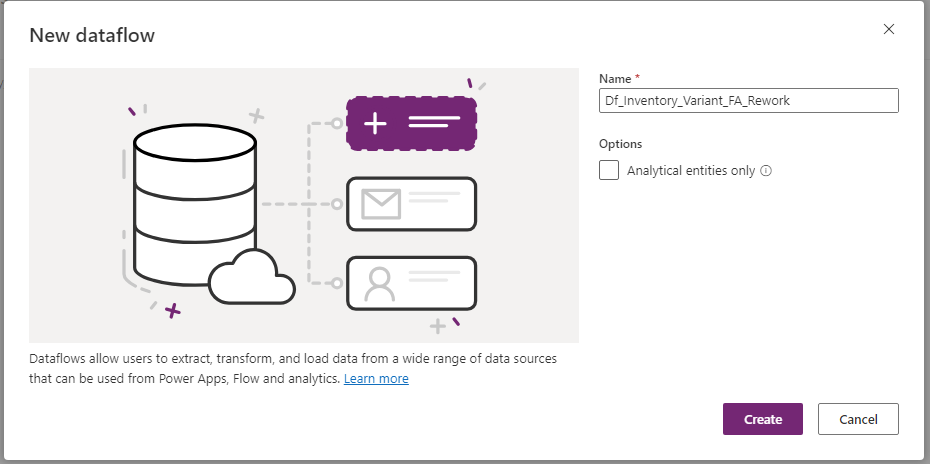 New dataflow
Name *
Df_Inventory_Variant_FA_Rework
Options
Analytical entities only
Dataflows allow users to extract, transform, and load data from a wide range of data sources
that can be used from Power Apps, Flow and analytics. Learn more
Create
Cancel